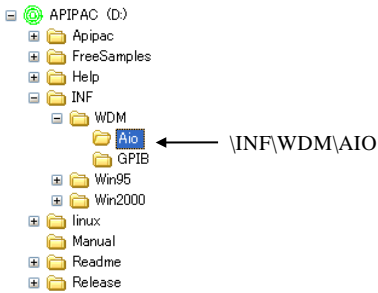 APIPAC (D:)
Apipac
FreeSamples
Help
INF
WDM
Aio
\INF\WDM\AIO
GPIB
Win95
Win2000
linux
Manual
Readme
Release